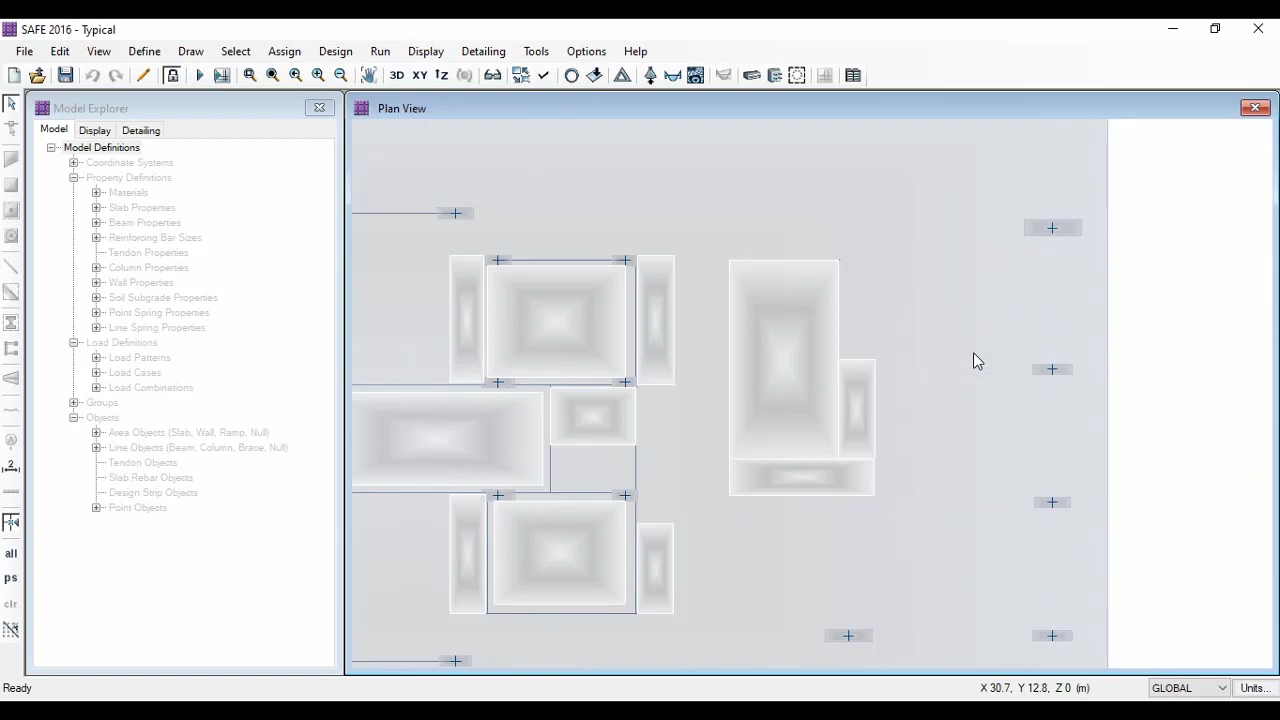 SAFE 2016 - Typical
File Edit View Define Draw Select Assign Design Run Display Detailing Tools Options Help
3D XY
Model Explorer
Plan View
Model Display Detailing
Model Definitions
Coordinate Systems
Property Definitions
Materials
Slab Properties
Beam Properties
Reinforcing Bar Sizes
Tendon Properties
Column Properties
Wall Properties
Soil Subgrade Properties
Point Spring Properties
Line Spring Properties
Load Definitions
Load Patterns
Load Cases
Load Combinations
Groups
Objects
Area Objects (Slab, Wall, Ramp, Null)
Line Objects (Beam, Column, Brace, Null)
Tendon Objects
Slab Rebar Objects
Design Strip Objects
Point Objects
2
all
ps
clr
Ready
X 30.7, Y 12.8, Z 0 (m)
GLOBAL
Units...